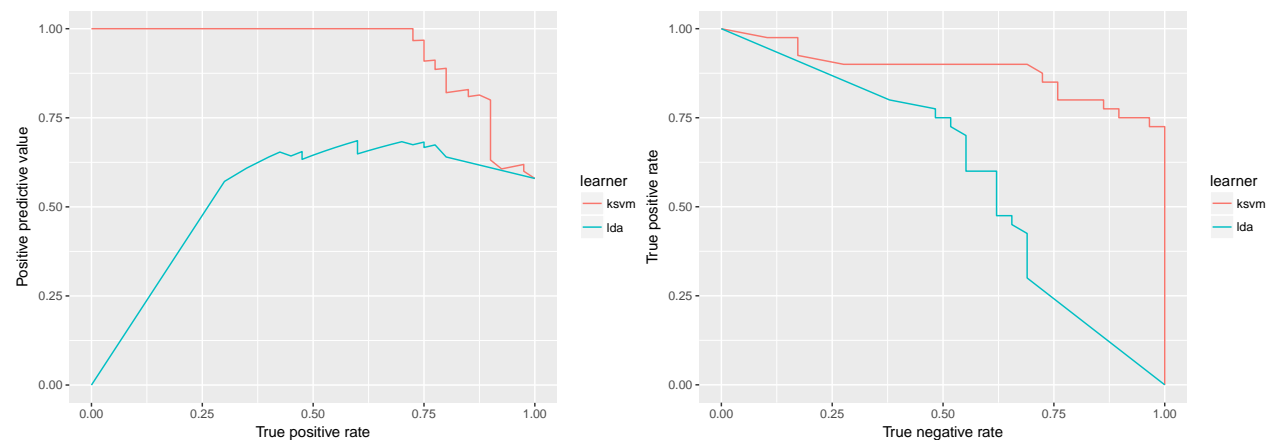 1.00
0.75
0.50
0.25
0.00
Positive predictive value
0.00 0.25 0.50 0.75 1.00
True positive rate
learner
ksvm
lda
1.00
0.75
0.50
0.25
0.00
True positive rate
0.00 0.25 0.50 0.75 1.00
True negative rate
learner
ksvm
lda